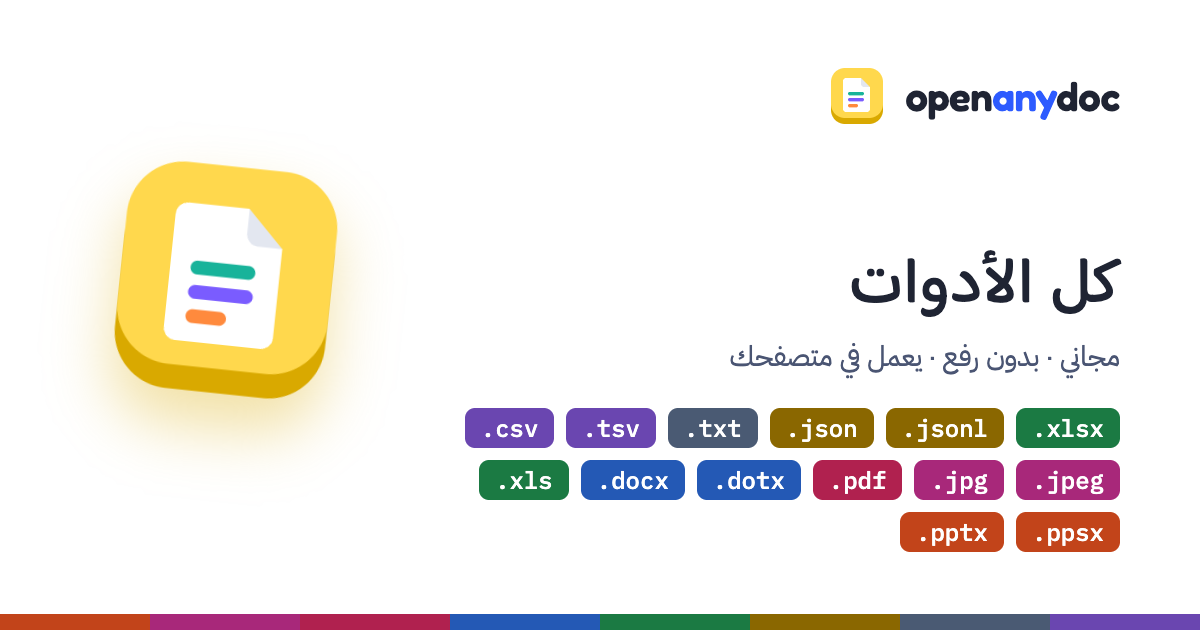 openanydoc
كل الأدوات
مجاني · بدون رفع · يعمل في متصفحك
.csv .tsv .txt .json .jsonl .xlsx
.xls .docx .dotx .pdf .jpg .jpeg
.pptx .ppsx